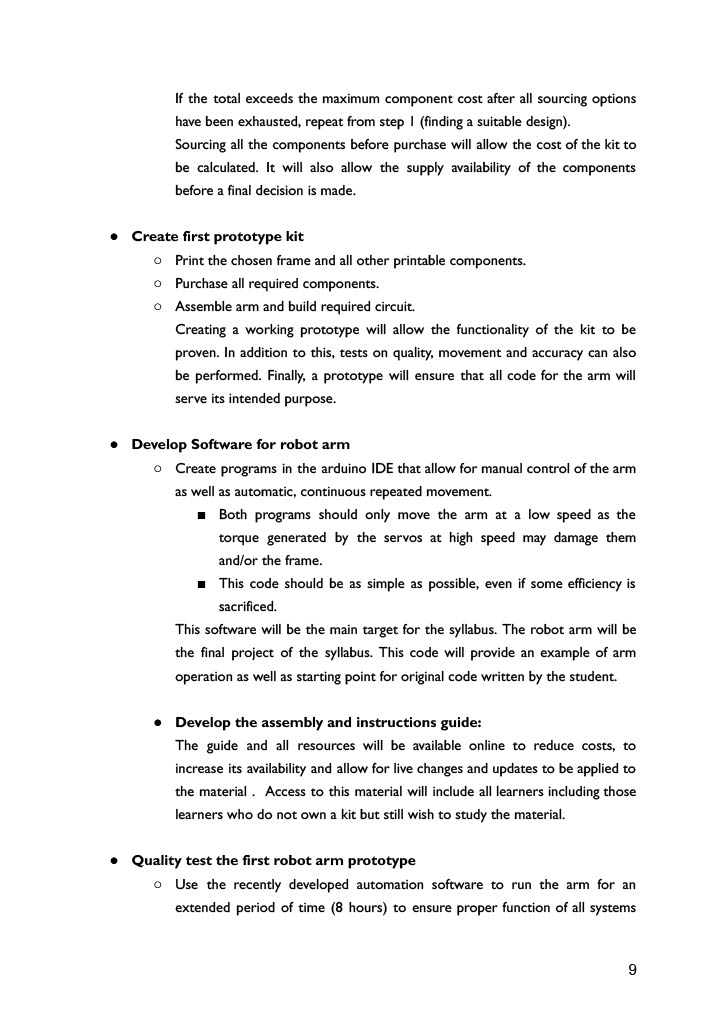 If the total exceeds the maximum component cost after all sourcing options
have been exhausted, repeat from step 1 (finding a suitable design).
Sourcing all the components before purchase will allow the cost of the kit to
be calculated. It will also allow the supply availability of the components
before a final decision is made.
● Create first prototype kit
○ Print the chosen frame and all other printable components.
○ Purchase all required components.
○ Assemble arm and build required circuit.
Creating a working prototype will allow the functionality of the kit to be
proven. In addition to this, tests on quality, movement and accuracy can also
be performed. Finally, a prototype will ensure that all code for the arm will
serve its intended purpose.
● Develop Software for robot arm
○ Create programs in the arduino IDE that allow for manual control of the arm
as well as automatic, continuous repeated movement.
■ Both programs should only move the arm at a low speed as the
torque generated by the servos at high speed may damage them
and/or the frame.
■ This code should be as simple as possible, even if some efficiency is
sacrificed.
This software will be the main target for the syllabus. The robot arm will be
the final project of the syllabus. This code will provide an example of arm
operation as well as starting point for original code written by the student.
● Develop the assembly and instructions guide:
The guide and all resources will be available online to reduce costs, to
increase its availability and allow for live changes and updates to be applied to
the material . Access to this material will include all learners including those
learners who do not own a kit but still wish to study the material.
● Quality test the first robot arm prototype
○ Use the recently developed automation software to run the arm for an
extended period of time (8 hours) to ensure proper function of all systems
9